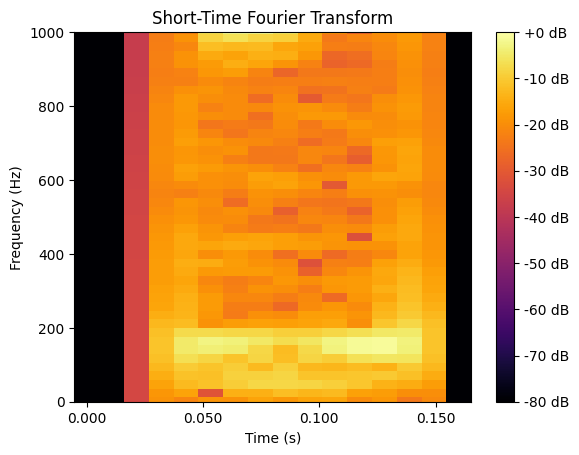 Short-Time Fourier Transform
1000
800
600
400
200
0
Frequency (Hz)
0.000
0.050
0.100
0.150
Time (s)
+0 dB
-10 dB
-20 dB
-30 dB
-40 dB
-50 dB
-60 dB
-70 dB
-80 dB